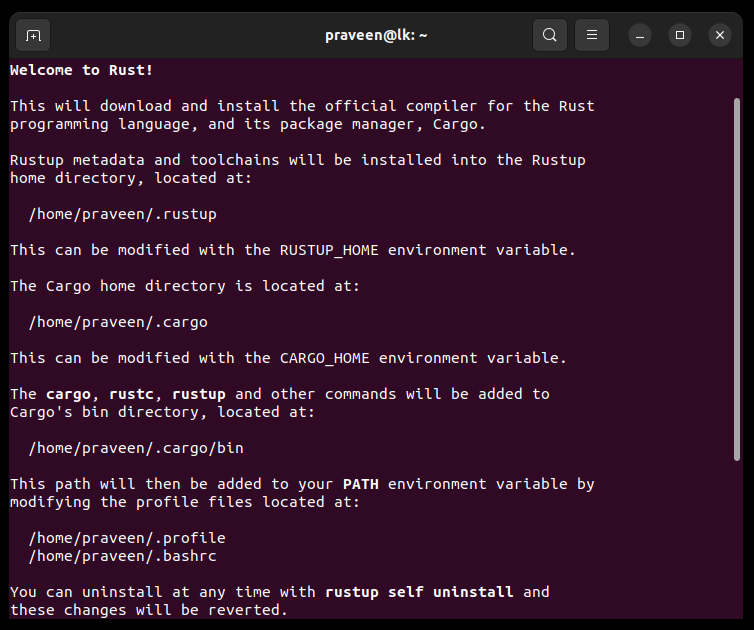 praveen@lk: ~
Welcome to Rust!
This will download and install the official compiler for the Rust
programming language, and its package manager, Cargo.
Rustup metadata and toolchains will be installed into the Rustup
home directory, located at:
/home/praveen/.rustup
This can be modified with the RUSTUP_HOME environment variable.
The Cargo home directory is located at:
/home/praveen/.cargo
This can be modified with the CARGO_HOME environment variable.
The cargo, rustc, rustup and other commands will be added to
Cargo's bin directory, located at:
/home/praveen/.cargo/bin
This path will then be added to your PATH environment variable by
modifying the profile files located at:
/home/praveen/.profile
/home/praveen/.bashrc
You can uninstall at any time with rustup self uninstall and
these changes will be reverted.